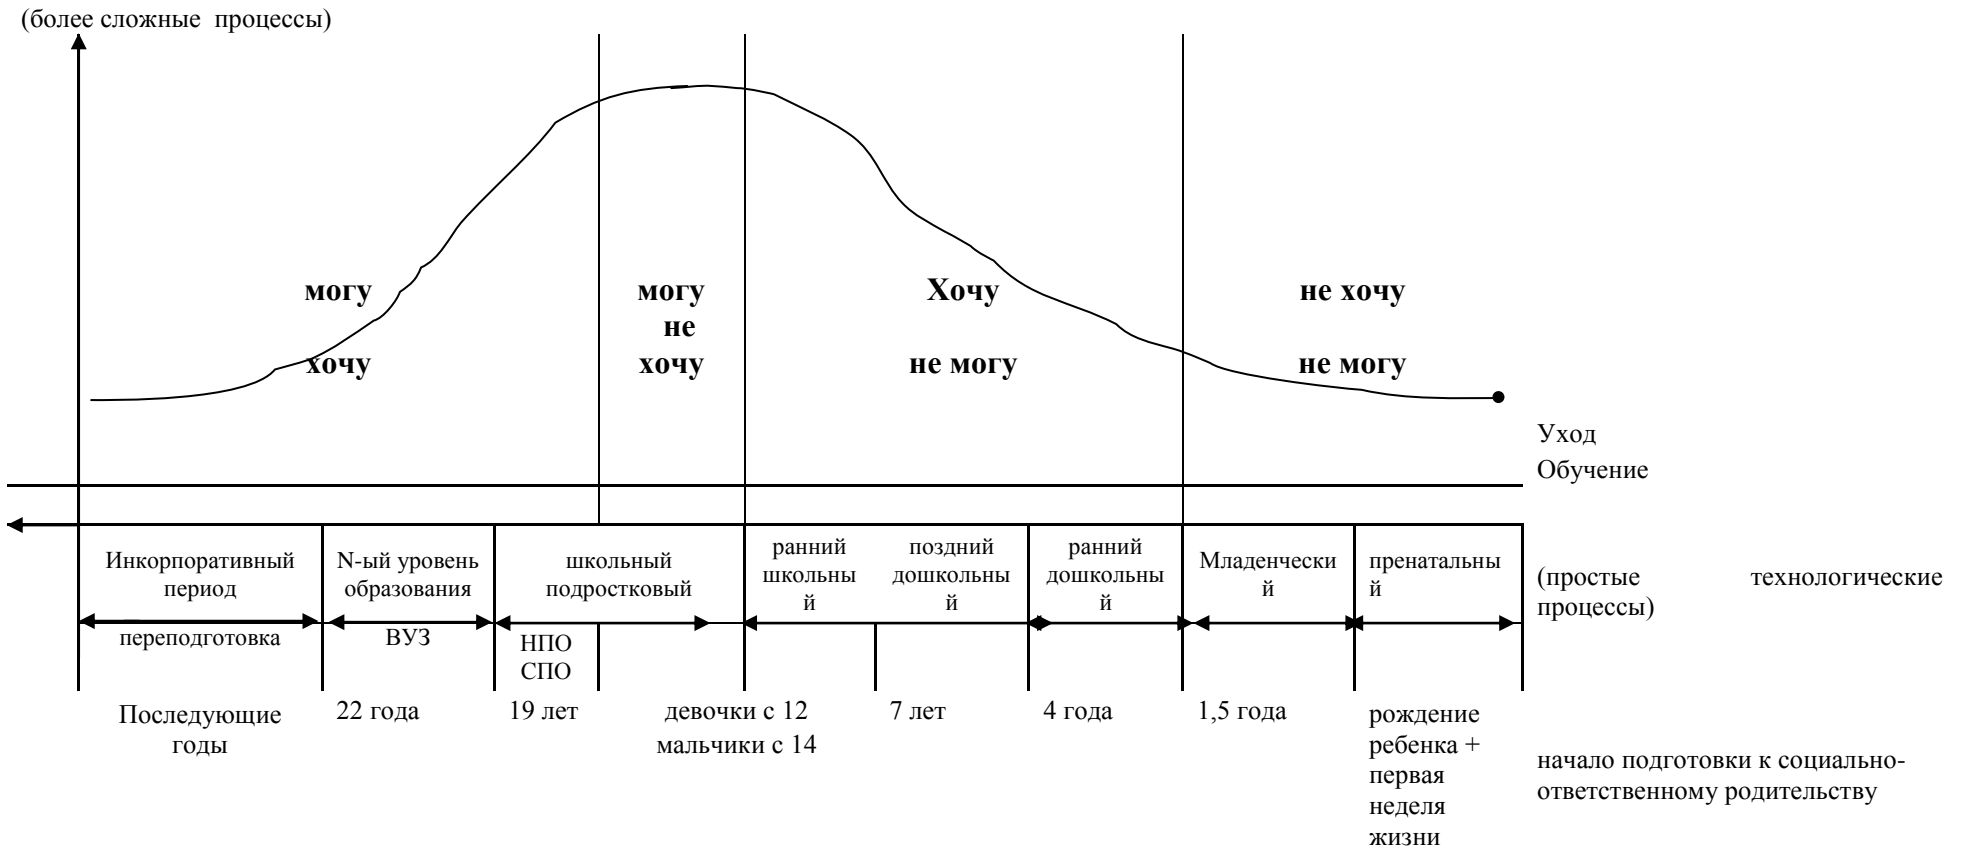 (более сложные процессы)
могу
хочу
могу
не
хочу
Хочу
не могу
не хочу
не могу
Уход
Обучение
Инкорпоративный
период
переподготовка
N-ый уровень
образования
ВУЗ
школьный
подростковый
НПО
СПО
ранний
школьны
й
поздний
дошкольны
й
ранний
дошкольны
й
Младенчески
й
пренатальны
й
(простые технологические
процессы)
Последующие
годы
22 года
19 лет
девочки с 12
мальчики с 14
7 лет
4 года
1,5 года
рождение
ребенка +
первая
неделя
жизни
начало подготовки к социально-
ответственному родительству